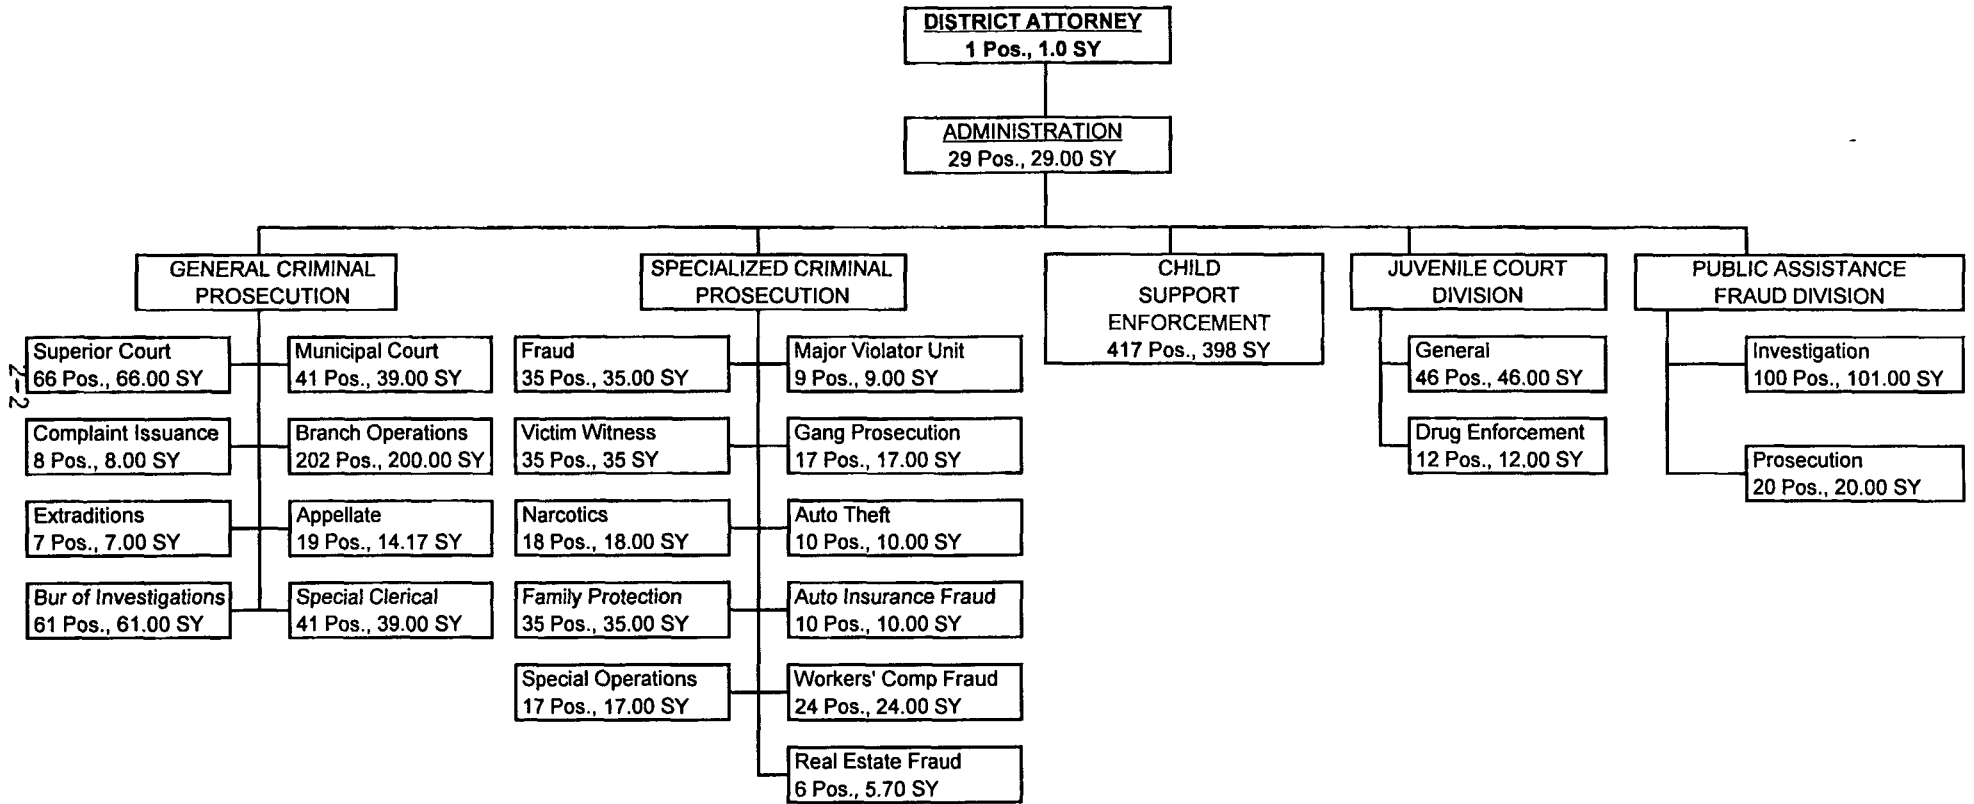 DISTRICT ATTORNEY
1 Pos., 1.0 SY
ADMINISTRATION
29 Pos., 29.00 SY
GENERAL CRIMINAL
PROSECUTION
Superior Court
66 Pos., 66.00 SY
Municipal Court
41 Pos., 39.00 SY
Complaint Issuance
8 Pos., 8.00 SY
Branch Operations
202 Pos., 200.00 SY
Extraditions
7 Pos., 7.00 SY
Appellate
19 Pos., 14.17 SY
Bur of Investigations
61 Pos., 61.00 SY
Special Clerical
41 Pos., 39.00 SY
SPECIALIZED CRIMINAL
PROSECUTION
Fraud
35 Pos., 35.00 SY
Major Violator Unit
9 Pos., 9.00 SY
Victim Witness
35 Pos., 35 SY
Gang Prosecution
17 Pos., 17.00 SY
Narcotics
18 Pos., 18.00 SY
Auto Theft
10 Pos., 10.00 SY
Family Protection
35 Pos., 35.00 SY
Auto Insurance Fraud
10 Pos., 10.00 SY
Special Operations
17 Pos., 17.00 SY
Workers' Comp Fraud
24 Pos., 24.00 SY
Real Estate Fraud
6 Pos., 5.70 SY
CHILD
SUPPORT
ENFORCEMENT
417 Pos., 398 SY
JUVENILE COURT
DIVISION
General
46 Pos., 46.00 SY
Drug Enforcement
12 Pos., 12.00 SY
PUBLIC ASSISTANCE
FRAUD DIVISION
Investigation
100 Pos., 101.00 SY
Prosecution
20 Pos., 20.00 SY
2-2